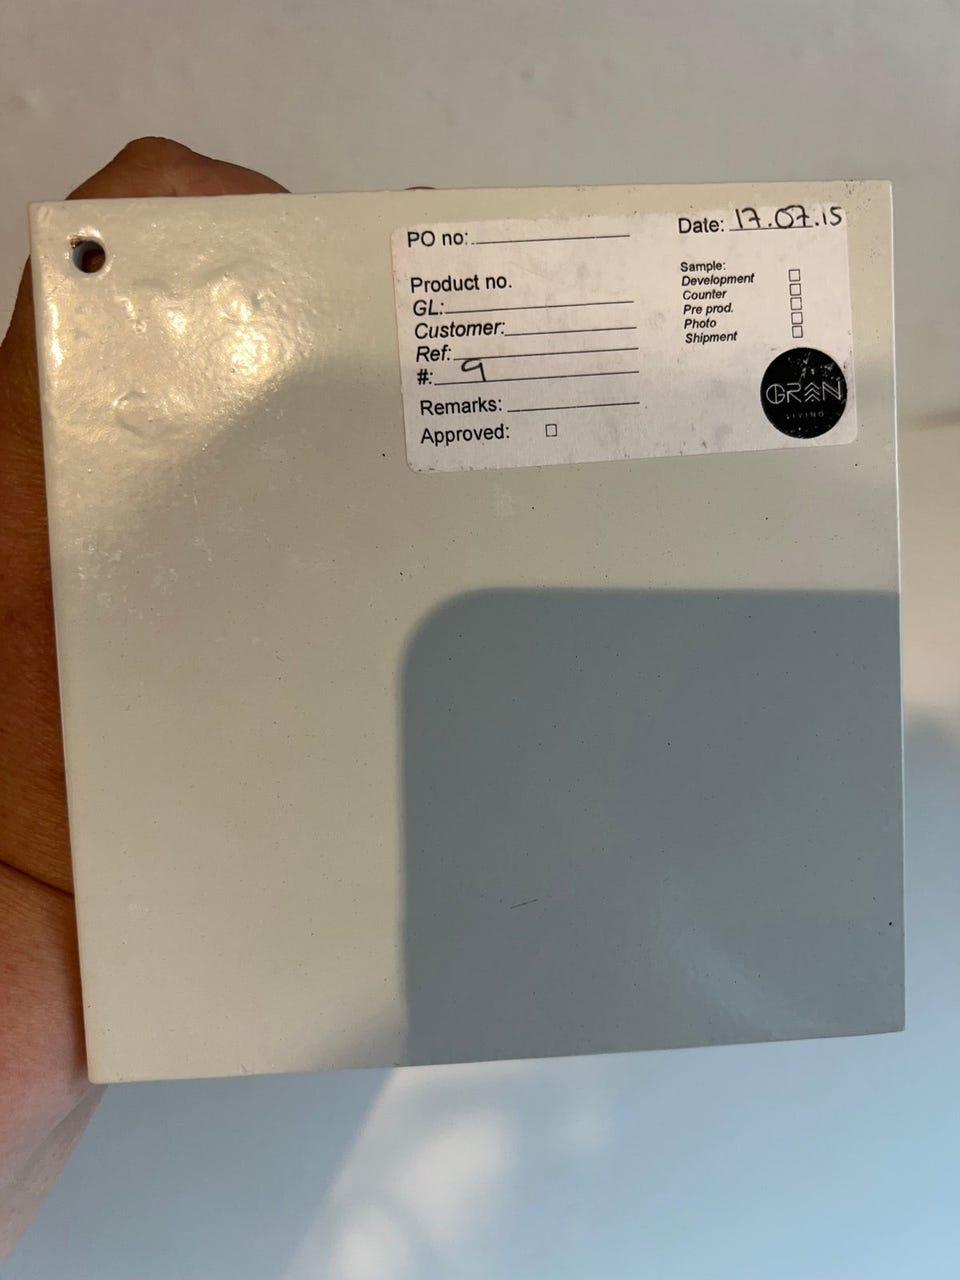 PO no:
Date: 17.07.15
Product no.
GL:
Customer:
Ref:
#: 9
Remarks:
Approved:
Sample:
Development
Counter
Pre prod.
Photo
Shipment
GRAN
LIVING